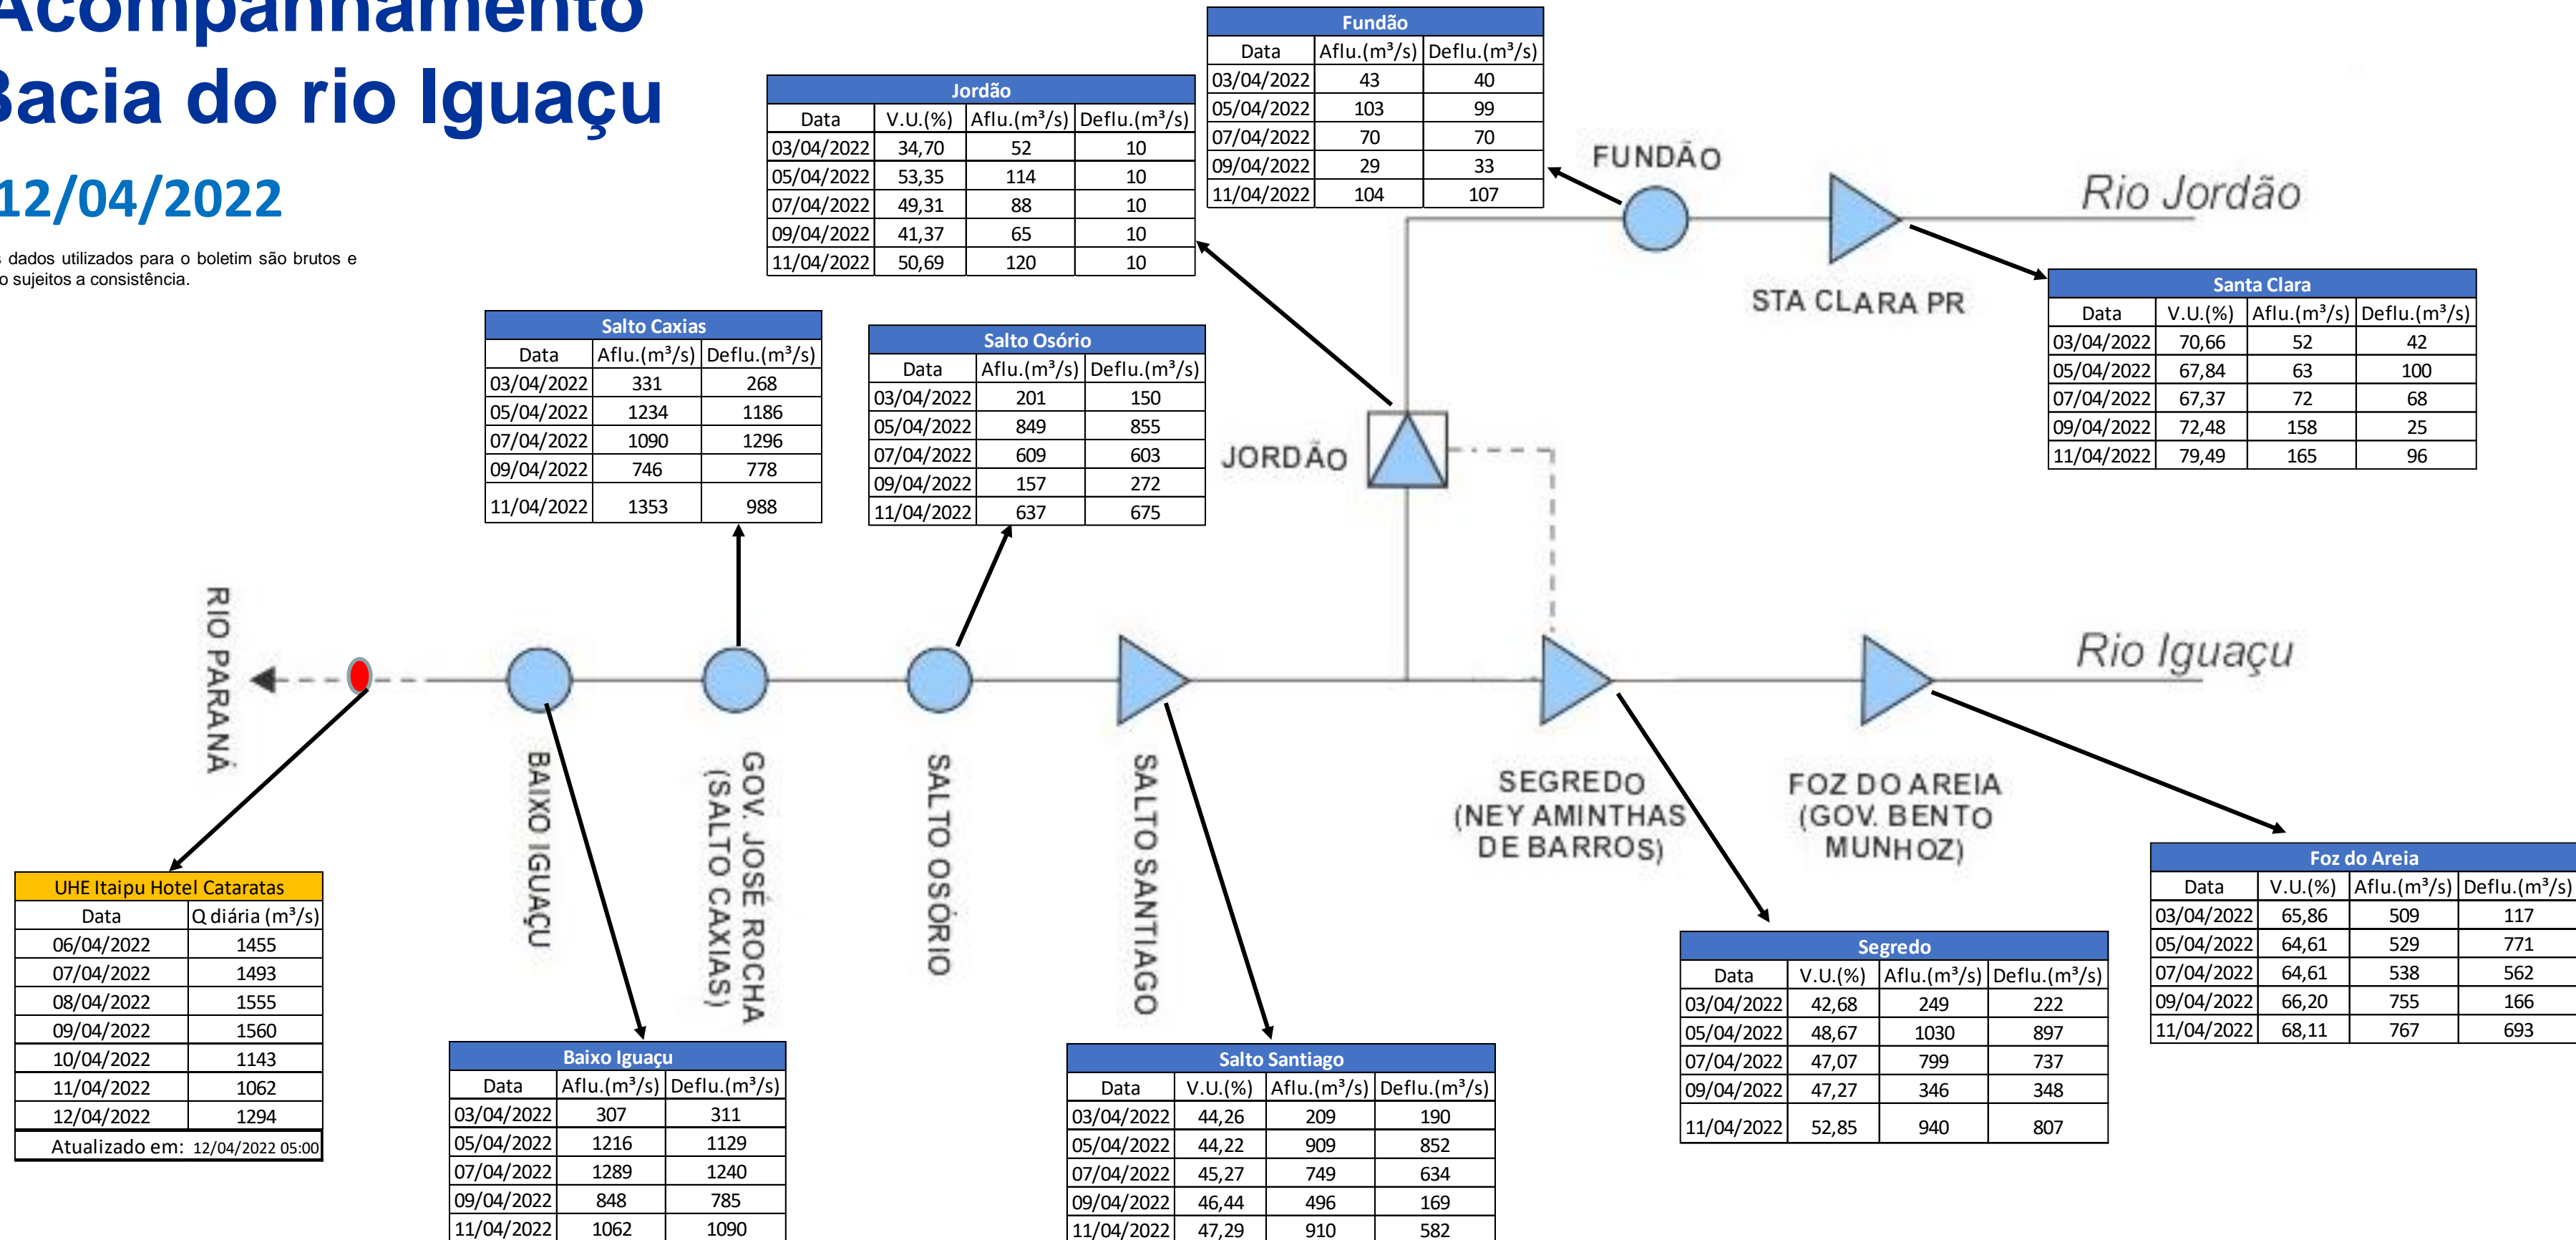 Acompanhamento
Bacia do rio Iguaçu
12/04/2022
s dados utilizados para o boletim são brutos e
o sujeitos a consistência.
Fundão
Data Aflu.(m³/s) Deflu.(m³/s)
03/04/2022 43 40
05/04/2022 103 99
07/04/2022 70 70
09/04/2022 29 33
11/04/2022 104 107
Jordão
Data V.U.(%) Aflu.(m³/s) Deflu.(m³/s)
03/04/2022 34,70 52 10
05/04/2022 53,35 114 10
07/04/2022 49,31 88 10
09/04/2022 41,37 65 10
11/04/2022 50,69 120 10
FUNDÃO
Rio Jordão
STA CLARA PR
Santa Clara
Data V.U.(%) Aflu.(m³/s) Deflu.(m³/s)
03/04/2022 70,66 52 42
05/04/2022 67,84 63 100
07/04/2022 67,37 72 68
09/04/2022 72,48 158 25
11/04/2022 79,49 165 96
Salto Caxias
Data Aflu.(m³/s) Deflu.(m³/s)
03/04/2022 331 268
05/04/2022 1234 1186
07/04/2022 1090 1296
09/04/2022 746 778
11/04/2022 1353 988
Salto Osório
Data Aflu.(m³/s) Deflu.(m³/s)
03/04/2022 201 150
05/04/2022 849 855
07/04/2022 609 603
09/04/2022 157 272
11/04/2022 637 675
JORDÃO
RIO PARANÁ
Rio Iguaçu
BAIXO IGUAÇU
GOV. JOSÉ ROCHA
(SALTO CAXIAS)
SALTO OSÓRIO
SALTO SANTIAGO
SEGREDO
(NEY AMINTHAS
DE BARROS)
FOZ DO AREIA
(GOV. BENTO
MUNHOZ)
UHE Itaipu Hotel Cataratas
Data Q diária (m³/s)
06/04/2022 1455
07/04/2022 1493
08/04/2022 1555
09/04/2022 1560
10/04/2022 1143
11/04/2022 1062
12/04/2022 1294
Atualizado em: 12/04/2022 05:00
Baixo Iguaçu
Data Aflu.(m³/s) Deflu.(m³/s)
03/04/2022 307 311
05/04/2022 1216 1129
07/04/2022 1289 1240
09/04/2022 848 785
11/04/2022 1062 1090
Salto Santiago
Data V.U.(%) Aflu.(m³/s) Deflu.(m³/s)
03/04/2022 44,26 209 190
05/04/2022 44,22 909 852
07/04/2022 45,27 749 634
09/04/2022 46,44 496 169
11/04/2022 47,29 910 582
Segredo
Data V.U.(%) Aflu.(m³/s) Deflu.(m³/s)
03/04/2022 42,68 249 222
05/04/2022 48,67 1030 897
07/04/2022 47,07 799 737
09/04/2022 47,27 346 348
11/04/2022 52,85 940 807
Foz do Areia
Data V.U.(%) Aflu.(m³/s) Deflu.(m³/s)
03/04/2022 65,86 509 117
05/04/2022 64,61 529 771
07/04/2022 64,61 538 562
09/04/2022 66,20 755 166
11/04/2022 68,11 767 693